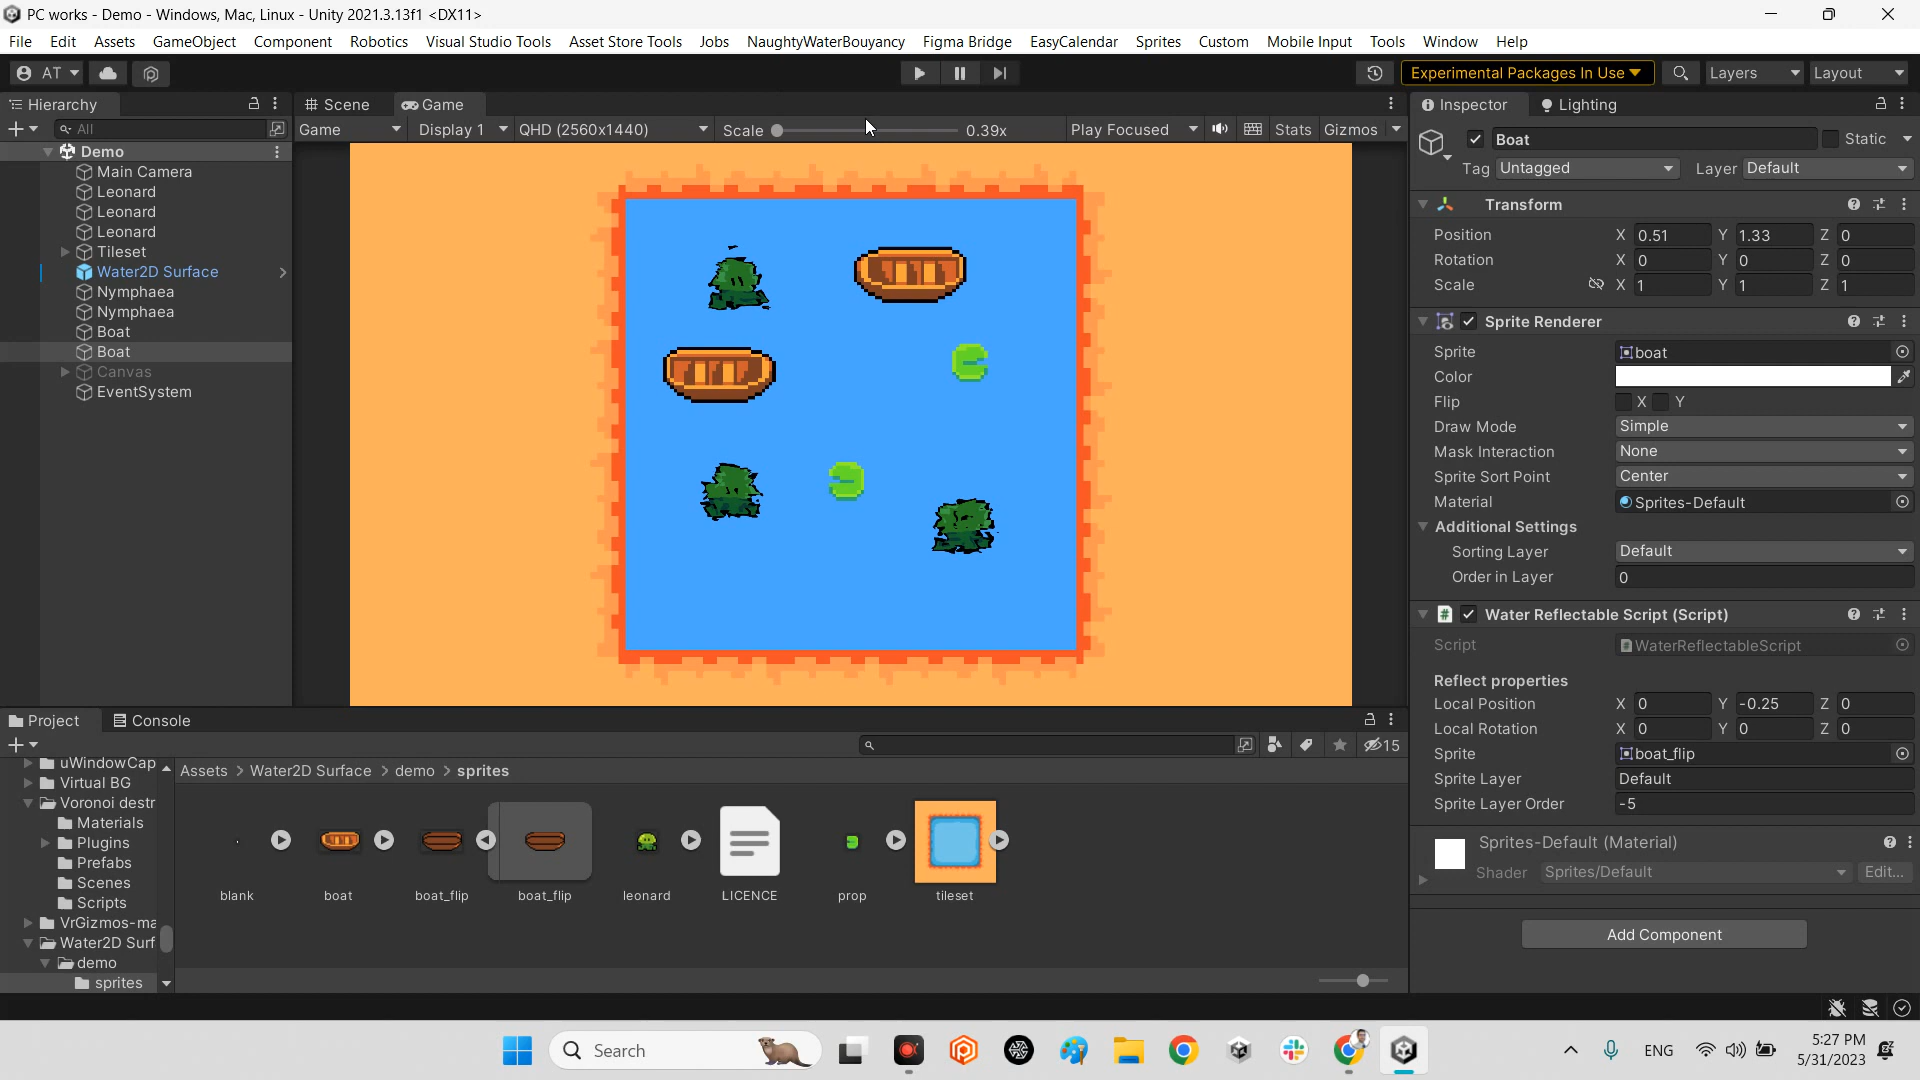 PC works - Demo - Windows, Mac, Linux - Unity 2021.3.13f1 <DX11>
File Edit Assets GameObject Component Robotics Visual Studio Tools Asset Store Tools Jobs NaughtyWaterBouyancy Figma Bridge EasyCalendar Sprites Custom Mobile Input Tools Window Help
AT Experimental Packages In Use Layers Layout
Hierarchy
All
Demo
Main Camera
Leonard
Leonard
Leonard
Tileset
Water2D Surface
Nymphaea
Nymphaea
Boat
Boat
Canvas
EventSystem
Scene Game
Game Display 1 QHD (2560x1440) Scale 0.39x Play Focused Stats Gizmos
Inspector Lighting
Boat Static
Tag Untagged Layer Default
Transform
Position X 0.51 Y 1.33 Z 0
Rotation X 0 Y 0 Z 0
Scale X 1 Y 1 Z 1
Sprite Renderer
Sprite boat
Color
Flip X Y
Draw Mode Simple
Mask Interaction None
Sprite Sort Point Center
Material Sprites-Default
Additional Settings
Sorting Layer Default
Order in Layer 0
Water Reflectable Script (Script)
Script WaterReflectableScript
Reflect properties
Local Position X 0 Y -0.25 Z 0
Local Rotation X 0 Y 0 Z 0
Sprite boat_flip
Sprite Layer Default
Sprite Layer Order -5
Sprites-Default (Material)
Shader Sprites/Default Edit...
Add Component
Project Console
15
uWindowCap
Virtual BG
Voronoi destr
Materials
Plugins
Prefabs
Scenes
Scripts
VrGizmos-ma
Water2D Surf
demo
sprites
Assets > Water2D Surface > demo > sprites
blank boat boat_flip boat_flip leonard LICENCE prop tileset
Search
ENG
5:27 PM
5/31/2023